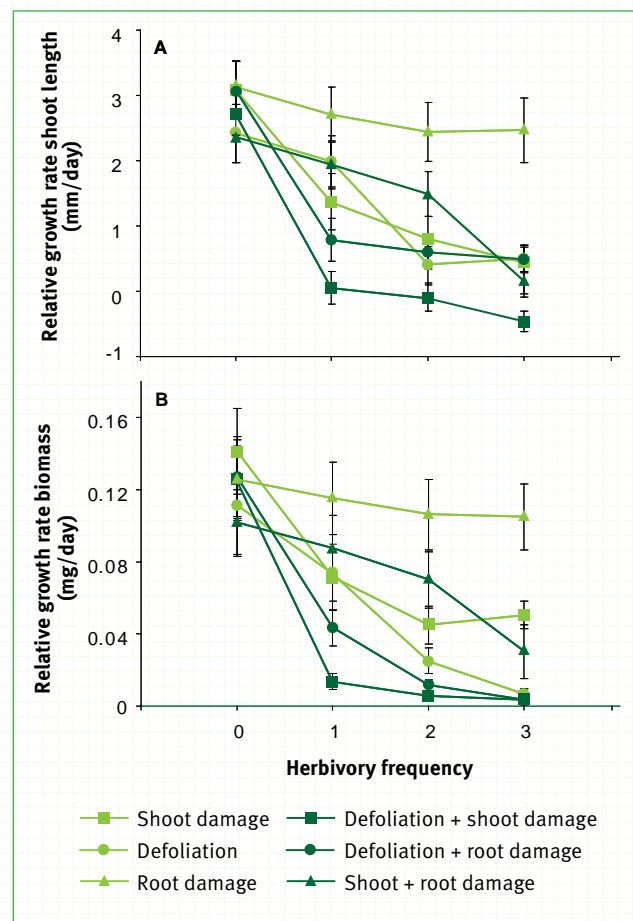 A
4
3
2
1
0
-1
Relative growth rate shoot length
(mm/day)
B
0.16
0.12
0.08
0.04
0
Relative growth rate biomass
(mg/day)
0 1 2 3
Herbivory frequency
Shoot damage
Defoliation
Root damage
Defoliation + shoot damage
Defoliation + root damage
Shoot + root damage